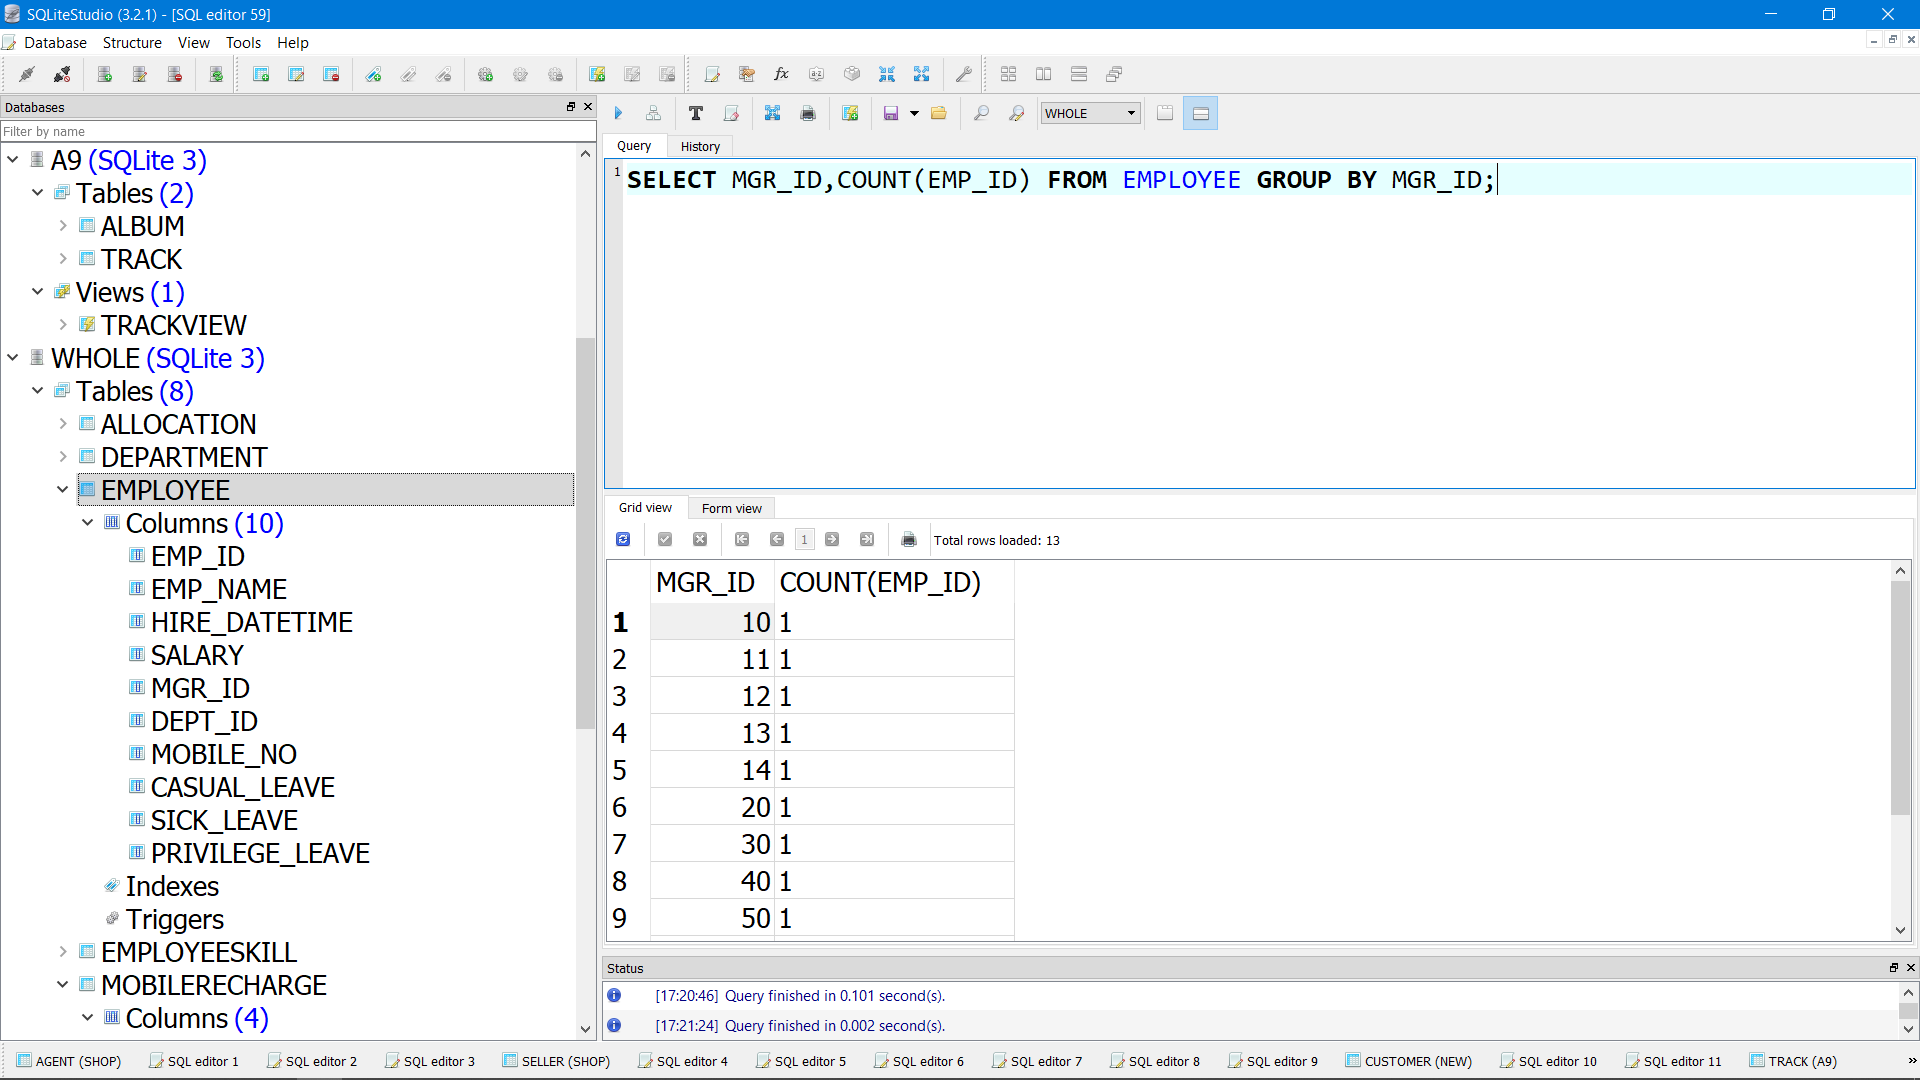 SQLiteStudio (3.2.1) - [SQL editor 59]
Database Structure View Tools Help
Databases
Filter by name
A9 (SQLite 3)
Tables (2)
ALBUM
TRACK
Views (1)
TRACKVIEW
WHOLE (SQLite 3)
Tables (8)
ALLOCATION
DEPARTMENT
EMPLOYEE
Columns (10)
EMP_ID
EMP_NAME
HIRE_DATETIME
SALARY
MGR_ID
DEPT_ID
MOBILE_NO
CASUAL_LEAVE
SICK_LEAVE
PRIVILEGE_LEAVE
Indexes
Triggers
EMPLOYEESKILL
MOBILERECHARGE
Columns (4)
WHOLE
Query History
1 SELECT MGR_ID,COUNT(EMP_ID) FROM EMPLOYEE GROUP BY MGR_ID;
Grid view Form view
1 Total rows loaded: 13
MGR_ID COUNT(EMP_ID)
1 10 1
2 11 1
3 12 1
4 13 1
5 14 1
6 20 1
7 30 1
8 40 1
9 50 1
Status
[17:20:46] Query finished in 0.101 second(s).
[17:21:24] Query finished in 0.002 second(s).
AGENT (SHOP) SQL editor 1 SQL editor 2 SQL editor 3 SELLER (SHOP) SQL editor 4 SQL editor 5 SQL editor 6 SQL editor 7 SQL editor 8 SQL editor 9 CUSTOMER (NEW) SQL editor 10 SQL editor 11 TRACK (A9) »